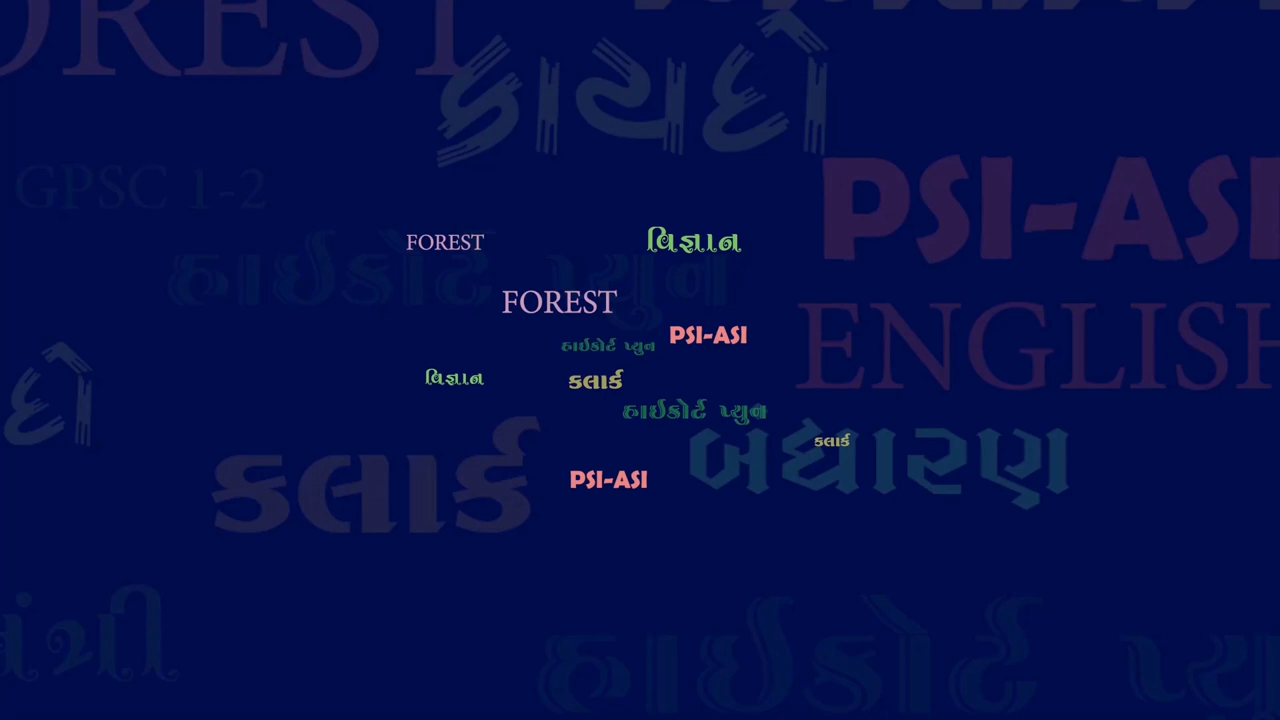 FOREST
કાયદો
GPSC 1-2
PSI-ASI
FOREST
વિજ્ઞાન
હાઈકોર્ટ પ્યુન
FOREST
ENGLISH
PSI-ASI
હાઈકોર્ટ પ્યુન
વિજ્ઞાન
કલાર્ક
હાઈકોર્ટ પ્યુન
કલાર્ક
બંધારણ
કલાર્ક
PSI-ASI
હાઈકોર્ટ